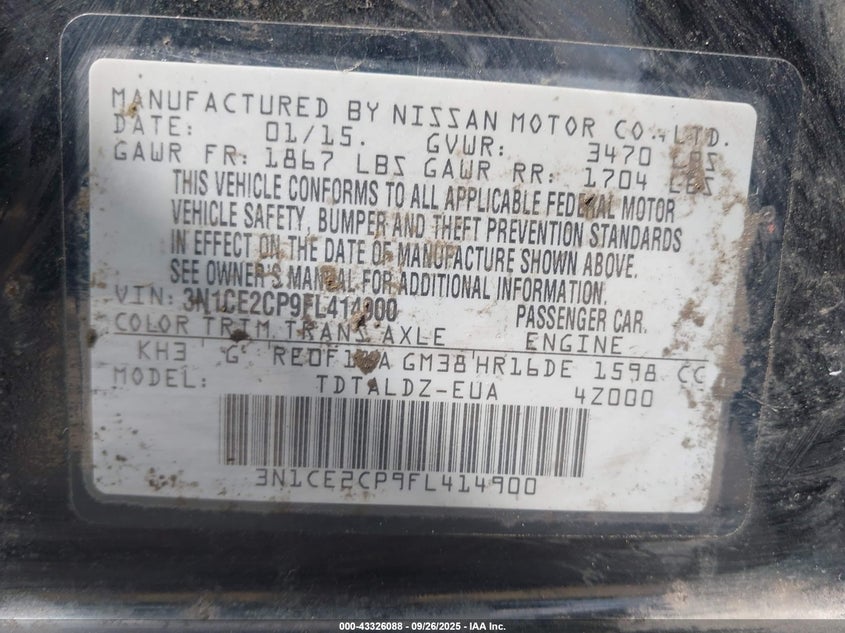 MANUFACTURED BY NISSAN MOTOR CO., LTD.
DATE: 01/15. GVWR: 3470 LBS
GAWR FR: 1867 LBS GAWR RR: 1704 LBS
THIS VEHICLE CONFORMS TO ALL APPLICABLE FEDERAL MOTOR
VEHICLE SAFETY, BUMPER AND THEFT PREVENTION STANDARDS
IN EFFECT ON THE DATE OF MANUFACTURE SHOWN ABOVE.
SEE OWNER'S MANUAL FOR ADDITIONAL INFORMATION.
VIN: 3N1CE2CP9FL414900 PASSENGER CAR.
COLOR TRIM TRANS AXLE ENGINE
KH3 G GM38 HR16DE 1598 CC
MODEL: TDTALDZ-EUA 4Z000
3N1CE2CP9FL414900
000-43326088 - 09/26/2025 - IAA Inc.